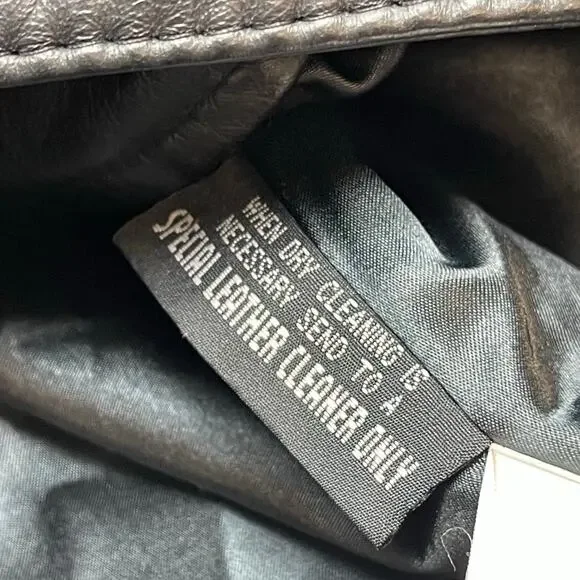 WHEN DRY CLEANING IS
NECESSARY SEND TO A
SPECIAL LEATHER CLEANER ONLY